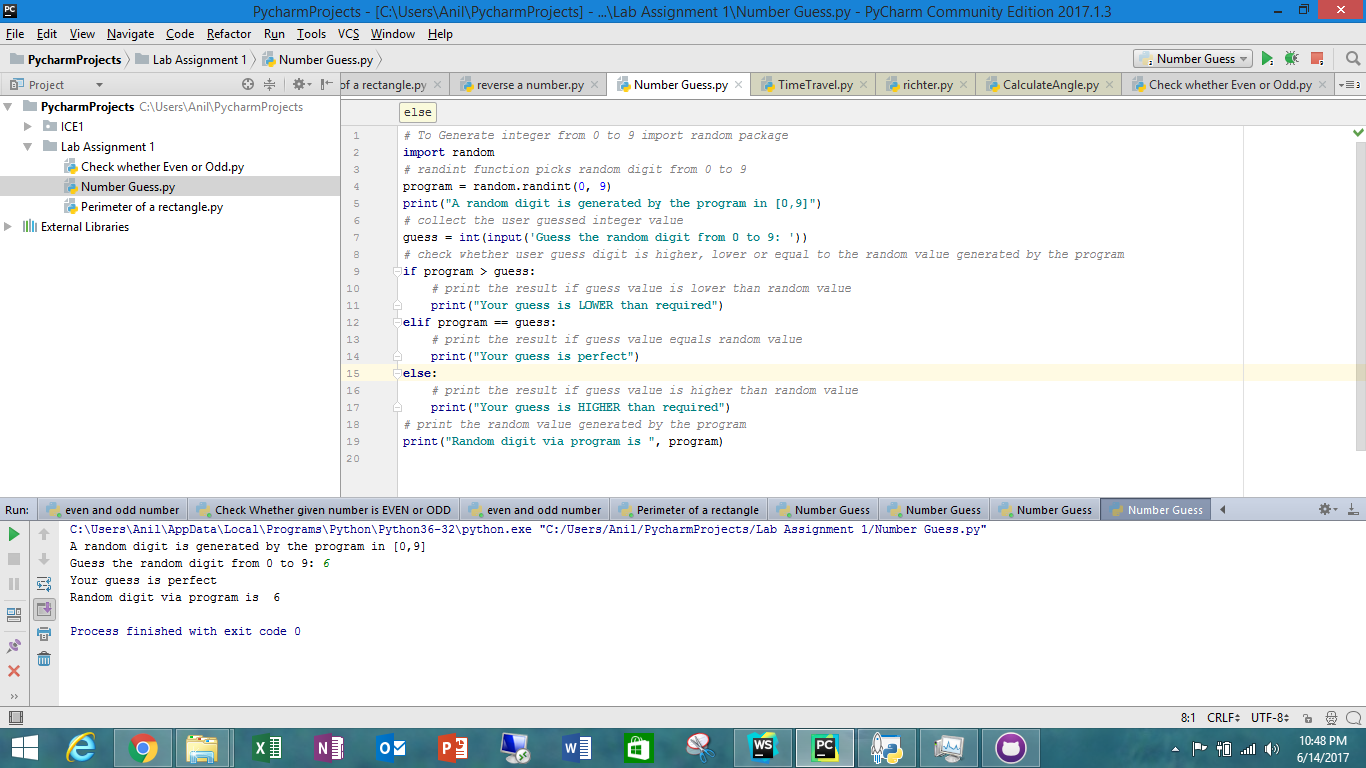 PycharmProjects - [C:\Users\Anil\PycharmProjects] - ...\Lab Assignment 1\Number Guess.py - PyCharm Community Edition 2017.1.3
File Edit View Navigate Code Refactor Run Tools VCS Window Help
PycharmProjects Lab Assignment 1 Number Guess.py Number Guess
Project of a rectangle.py reverse a number.py Number Guess.py TimeTravel.py richter.py CalculateAngle.py Check whether Even or Odd.py
PycharmProjects C:\Users\Anil\PycharmProjects
ICE1
Lab Assignment 1
Check whether Even or Odd.py
Number Guess.py
Perimeter of a rectangle.py
External Libraries
else
1 # To Generate integer from 0 to 9 import random package
2 import random
3 # randint function picks random digit from 0 to 9
4 program = random.randint(0, 9)
5 print("A random digit is generated by the program in [0,9]")
6 # collect the user guessed integer value
7 guess = int(input('Guess the random digit from 0 to 9: '))
8 # check whether user guess digit is higher, lower or equal to the random value generated by the program
9 if program > guess:
10 # print the result if guess value is lower than random value
11 print("Your guess is LOWER than required")
12 elif program == guess:
13 # print the result if guess value equals random value
14 print("Your guess is perfect")
15 else:
16 # print the result if guess value is higher than random value
17 print("Your guess is HIGHER than required")
18 # print the random value generated by the program
19 print("Random digit via program is ", program)
20
Run: even and odd number Check Whether given number is EVEN or ODD even and odd number Perimeter of a rectangle Number Guess Number Guess Number Guess Number Guess
C:\Users\Anil\AppData\Local\Programs\Python\Python36-32\python.exe "C:/Users/Anil/PycharmProjects/Lab Assignment 1/Number Guess.py"
A random digit is generated by the program in [0,9]
Guess the random digit from 0 to 9: 6
Your guess is perfect
Random digit via program is  6
Process finished with exit code 0
8:1 CRLF UTF-8
WS PC
10:48 PM
6/14/2017